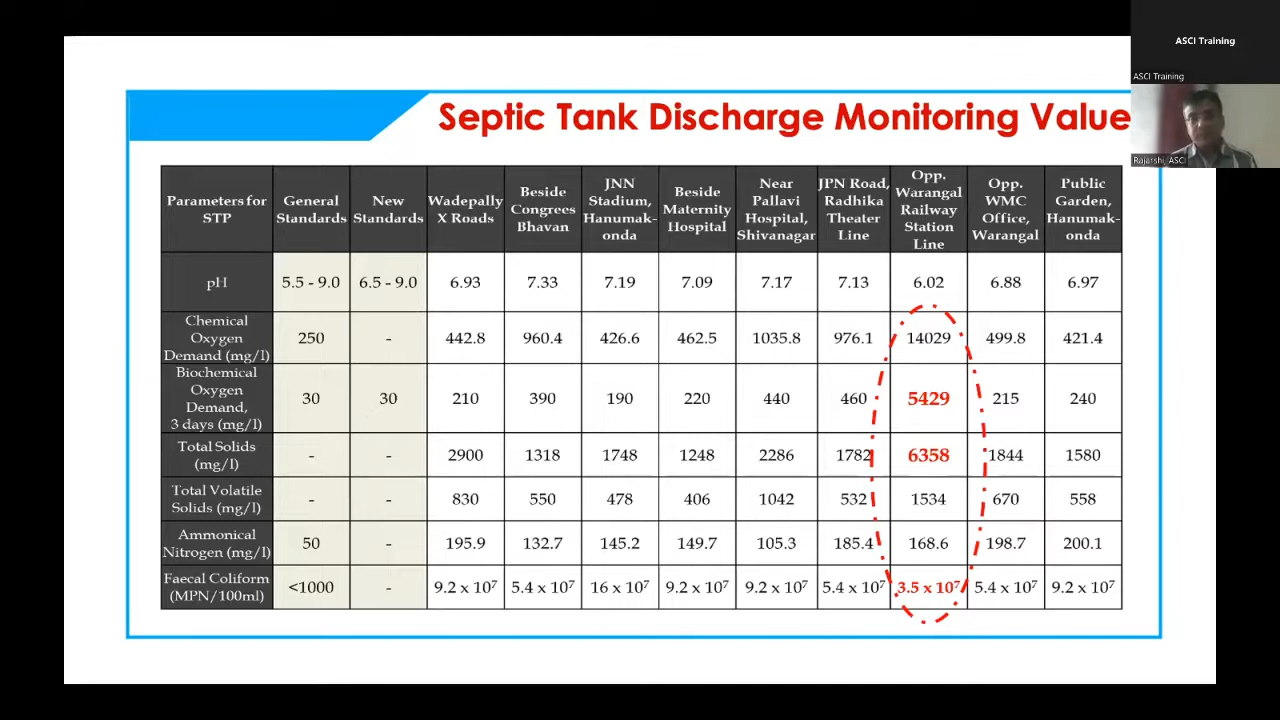 ASCI Training
ASCI Training
Rajarshi, ASCI
Septic Tank Discharge Monitoring Value
Parameters for STP | General Standards | New Standards | Wadepally X Roads | Beside Congrees Bhavan | JNN Stadium, Hanumak-onda | Beside Maternity Hospital | Near Pallavi Hospital, Shivanagar | JPN Road, Radhika Theater Line | Opp. Warangal Railway Station Line | Opp. WMC Office, Warangal | Public Garden, Hanumak-onda
pH | 5.5 - 9.0 | 6.5 - 9.0 | 6.93 | 7.33 | 7.19 | 7.09 | 7.17 | 7.13 | 6.02 | 6.88 | 6.97
Chemical Oxygen Demand (mg/l) | 250 | - | 442.8 | 960.4 | 426.6 | 462.5 | 1035.8 | 976.1 | 14029 | 499.8 | 421.4
Biochemical Oxygen Demand, 3 days (mg/l) | 30 | 30 | 210 | 390 | 190 | 220 | 440 | 460 | 5429 | 215 | 240
Total Solids (mg/l) | - | - | 2900 | 1318 | 1748 | 1248 | 2286 | 1782 | 6358 | 1844 | 1580
Total Volatile Solids (mg/l) | - | - | 830 | 550 | 478 | 406 | 1042 | 532 | 1534 | 670 | 558
Ammonical Nitrogen (mg/l) | 50 | - | 195.9 | 132.7 | 145.2 | 149.7 | 105.3 | 185.4 | 168.6 | 198.7 | 200.1
Faecal Coliform (MPN/100ml) | <1000 | - | 9.2 x 10⁷ | 5.4 x 10⁷ | 16 x 10⁷ | 9.2 x 10⁷ | 9.2 x 10⁷ | 5.4 x 10⁷ | 3.5 x 10⁷ | 5.4 x 10⁷ | 9.2 x 10⁷